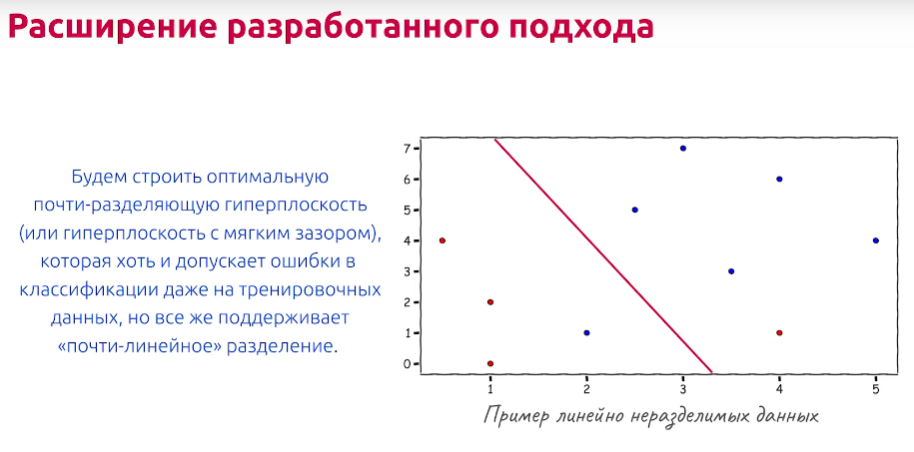 Расширение разработанного подхода
Будем строить оптимальную
почти-разделяющую гиперплоскость
(или гиперплоскость с мягким зазором),
которая хоть и допускает ошибки в
классификации даже на тренировочных
данных, но все же поддерживает
«почти-линейное» разделение.
7
6
5
4
3
2
1
0
1 2 3 4 5
Пример линейно неразделимых данных